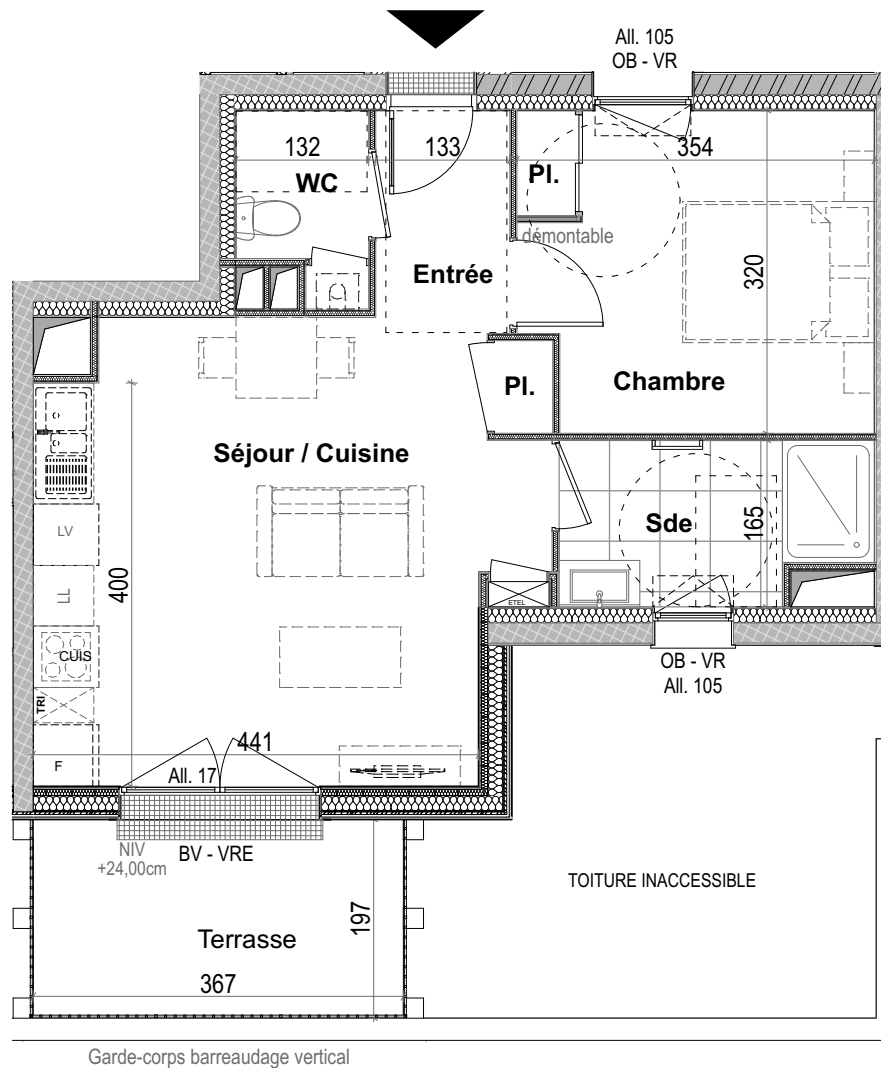 All. 105
OB - VR
132
133
354
WC
Pl.
démontable
Entrée
320
Pl.
Chambre
Séjour / Cuisine
LV
Sde
165
LL
400
ETEL
CUIS
OB - VR
All. 105
TRI
441
F
All. 17
NIV
+24,00cm
BV - VRE
TOITURE INACCESSIBLE
197
Terrasse
367
Garde-corps barreaudage vertical